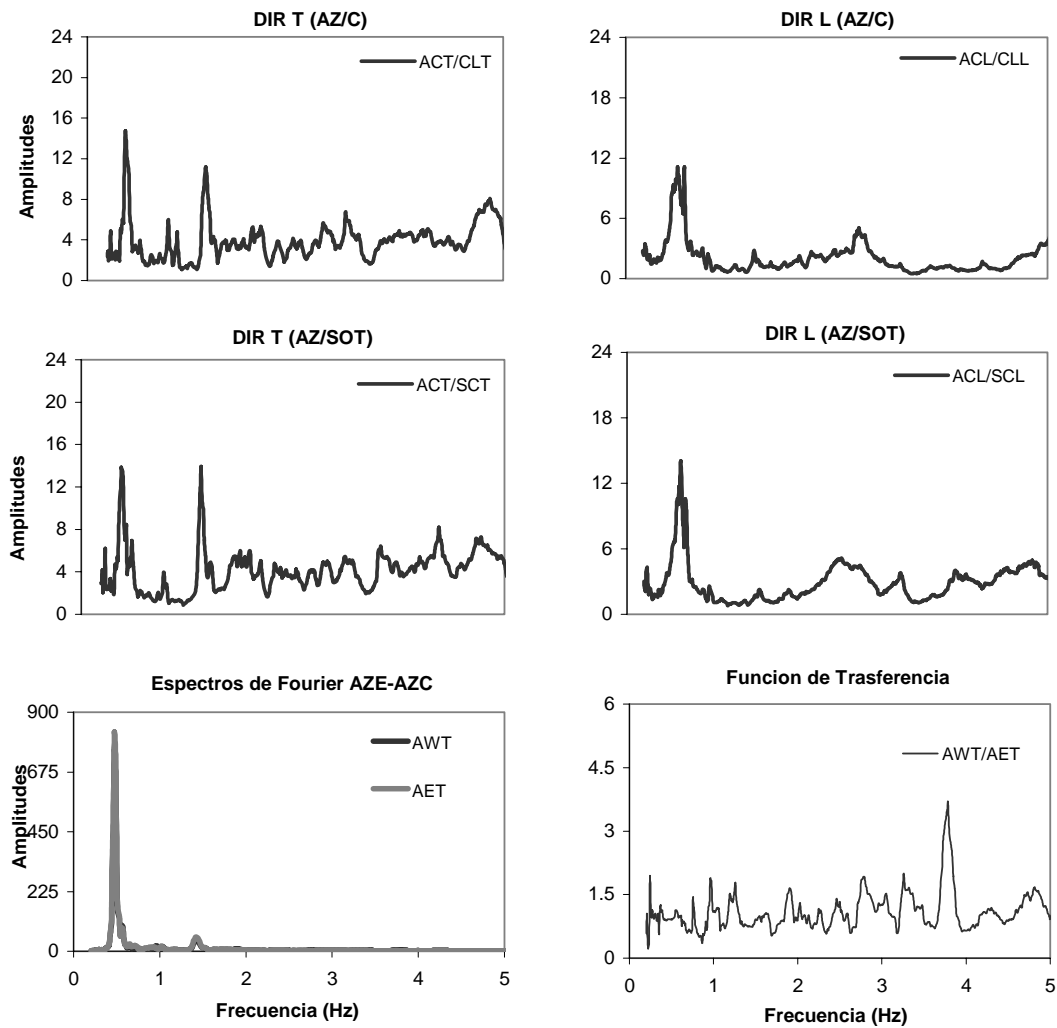 DIR T (AZ/C)
24
20
16
12
8
4
0
Amplitudes
ACT/CLT
DIR L (AZ/C)
24
18
12
6
0
ACL/CLL
DIR T (AZ/SOT)
24
20
16
12
8
4
0
Amplitudes
ACT/SCT
DIR L (AZ/SOT)
24
18
12
6
0
ACL/SCL
Espectros de Fourier AZE-AZC
900
675
450
225
0
Amplitudes
AWT
AET
0 1 2 3 4 5
Frecuencia (Hz)
Funcion de Trasferencia
6
4.5
3
1.5
0
AWT/AET
0 1 2 3 4 5
Frecuencia (Hz)